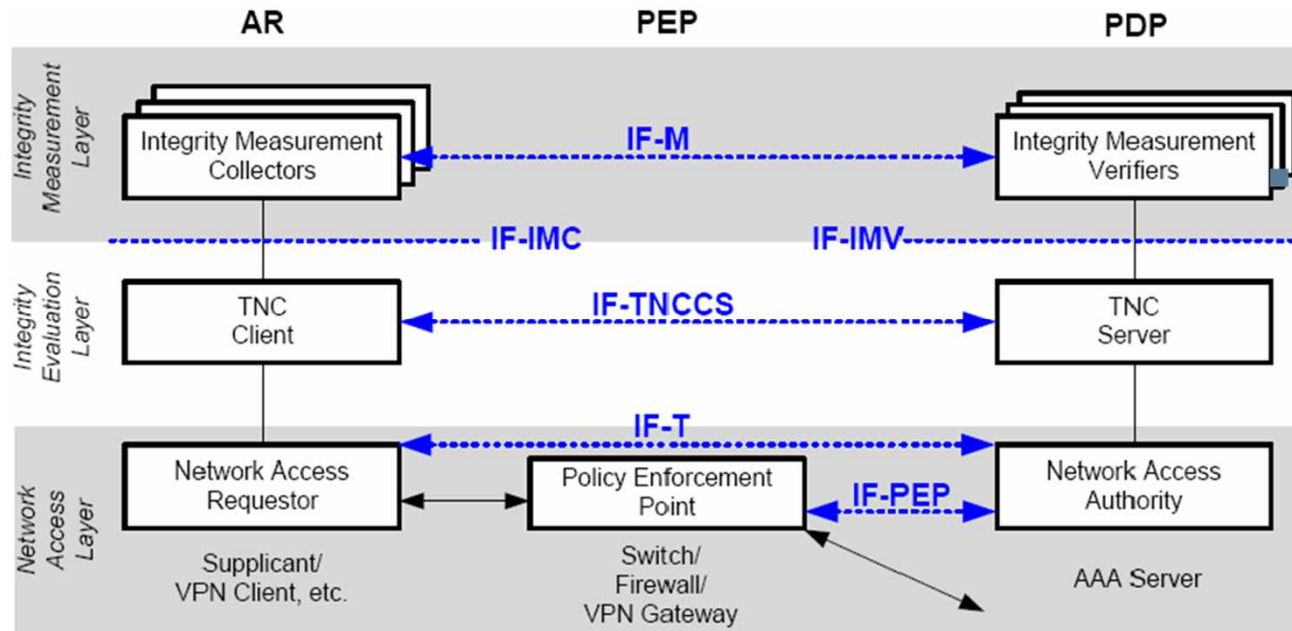 AR
PEP
PDP
Integrity
Measurement
Layer
Integrity Measurement
Collectors
IF-M
Integrity Measurement
Verifiers
IF-IMC
IF-IMV
Integrity
Evaluation
Layer
TNC
Client
IF-TNCCS
TNC
Server
IF-T
Network
Access
Layer
Network Access
Requestor
Policy Enforcement
Point
IF-PEP
Network Access
Authority
Supplicant/
VPN Client, etc.
Switch/
Firewall/
VPN Gateway
AAA Server